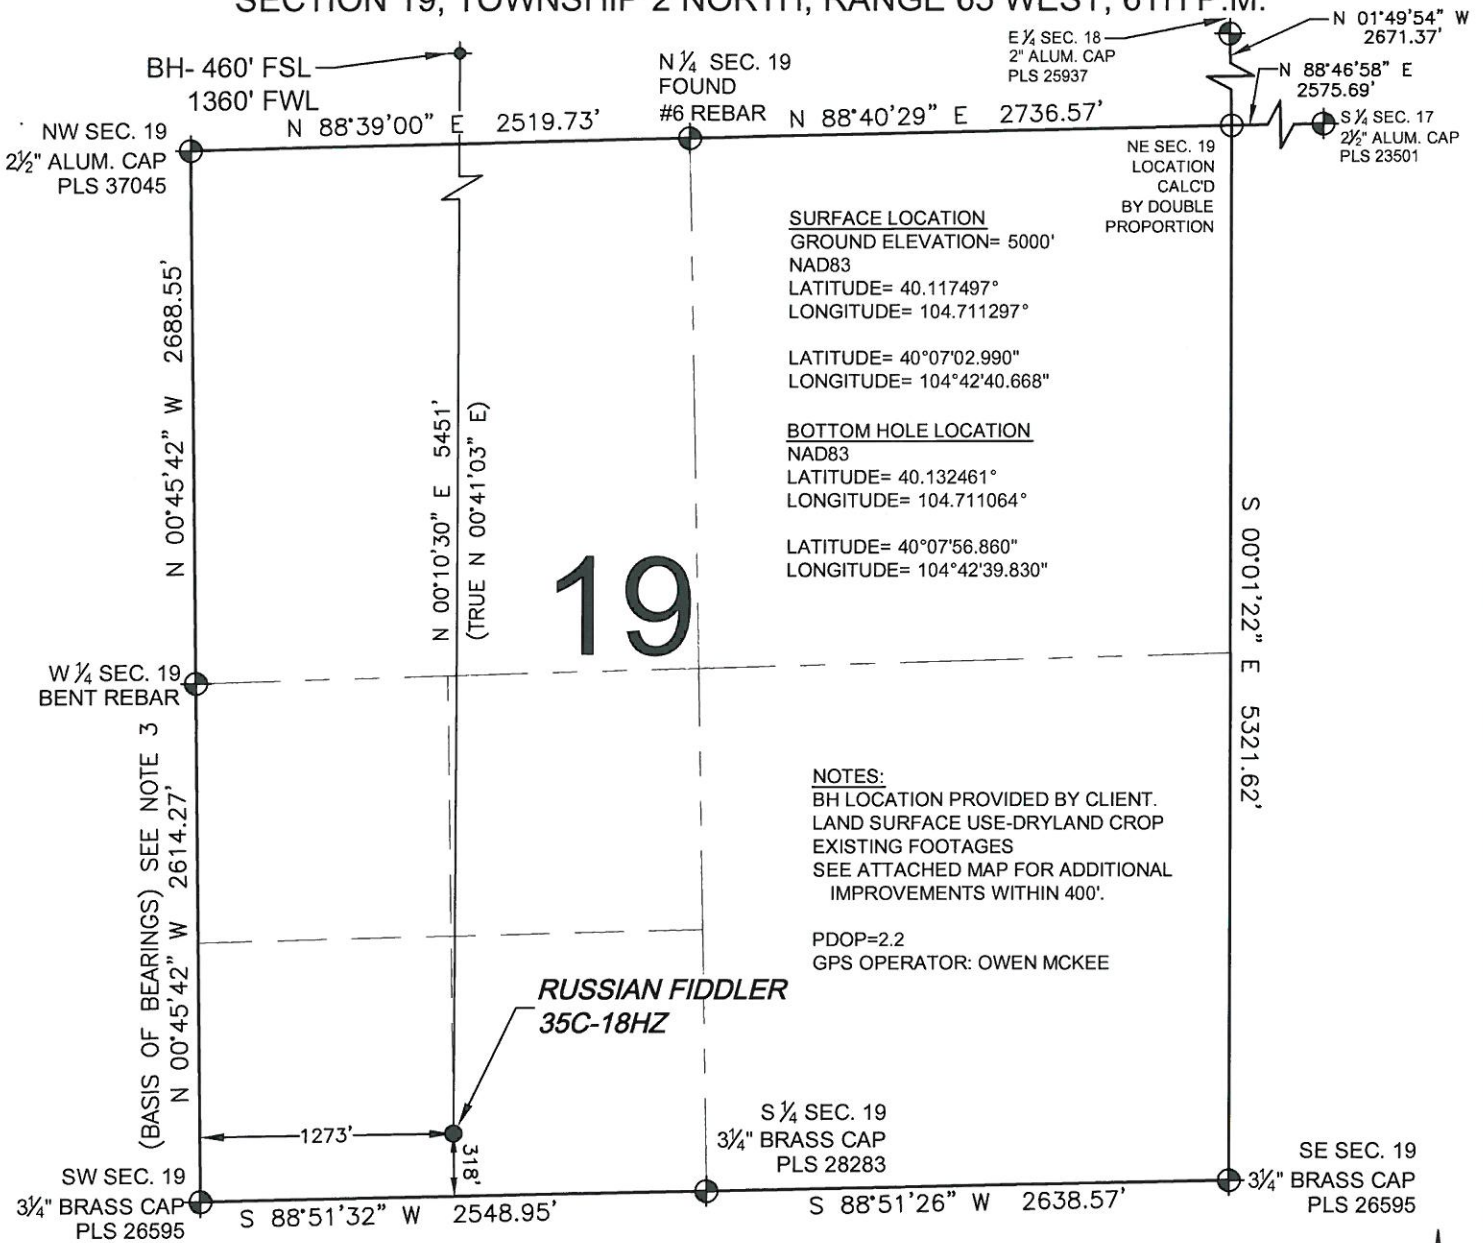 SECTION 19, TOWNSHIP 2 NORTH, RANGE 65 WEST, 6TH P.M.
BH- 460' FSL
1360' FWL
N ¼ SEC. 19
FOUND
#6 REBAR
E ¼ SEC. 18
2" ALUM. CAP
PLS 25937
N 01°49'54" W
2671.37'
N 88°46'58" E
2575.69'
S ¼ SEC. 17
2½" ALUM. CAP
PLS 23501
NW SEC. 19
2½" ALUM. CAP
PLS 37045
N 88°39'00" E 2519.73'
N 88°40'29" E 2736.57'
NE SEC. 19
LOCATION
CALC'D
BY DOUBLE
PROPORTION
SURFACE LOCATION
GROUND ELEVATION= 5000'
NAD83
LATITUDE= 40.117497°
LONGITUDE= 104.711297°
LATITUDE= 40°07'02.990"
LONGITUDE= 104°42'40.668"
BOTTOM HOLE LOCATION
NAD83
LATITUDE= 40.132461°
LONGITUDE= 104.711064°
LATITUDE= 40°07'56.860"
LONGITUDE= 104°42'39.830"
N 00°45'42" W 2688.55'
N 00°10'30" E 5451'
(TRUE N 00°41'03" E)
19
S 00°01'22" E 5321.62'
W ¼ SEC. 19
BENT REBAR
(BASIS OF BEARINGS) SEE NOTE 3
N 00°45'42" W 2614.27'
NOTES:
BH LOCATION PROVIDED BY CLIENT.
LAND SURFACE USE-DRYLAND CROP
EXISTING FOOTAGES
SEE ATTACHED MAP FOR ADDITIONAL
IMPROVEMENTS WITHIN 400'.
PDOP=2.2
GPS OPERATOR: OWEN MCKEE
RUSSIAN FIDDLER
35C-18HZ
1273'
318'
SW SEC. 19
3¼" BRASS CAP
PLS 26595
S 88°51'32" W 2548.95'
S ¼ SEC. 19
3¼" BRASS CAP
PLS 28283
S 88°51'26" W 2638.57'
SE SEC. 19
3¼" BRASS CAP
PLS 26595